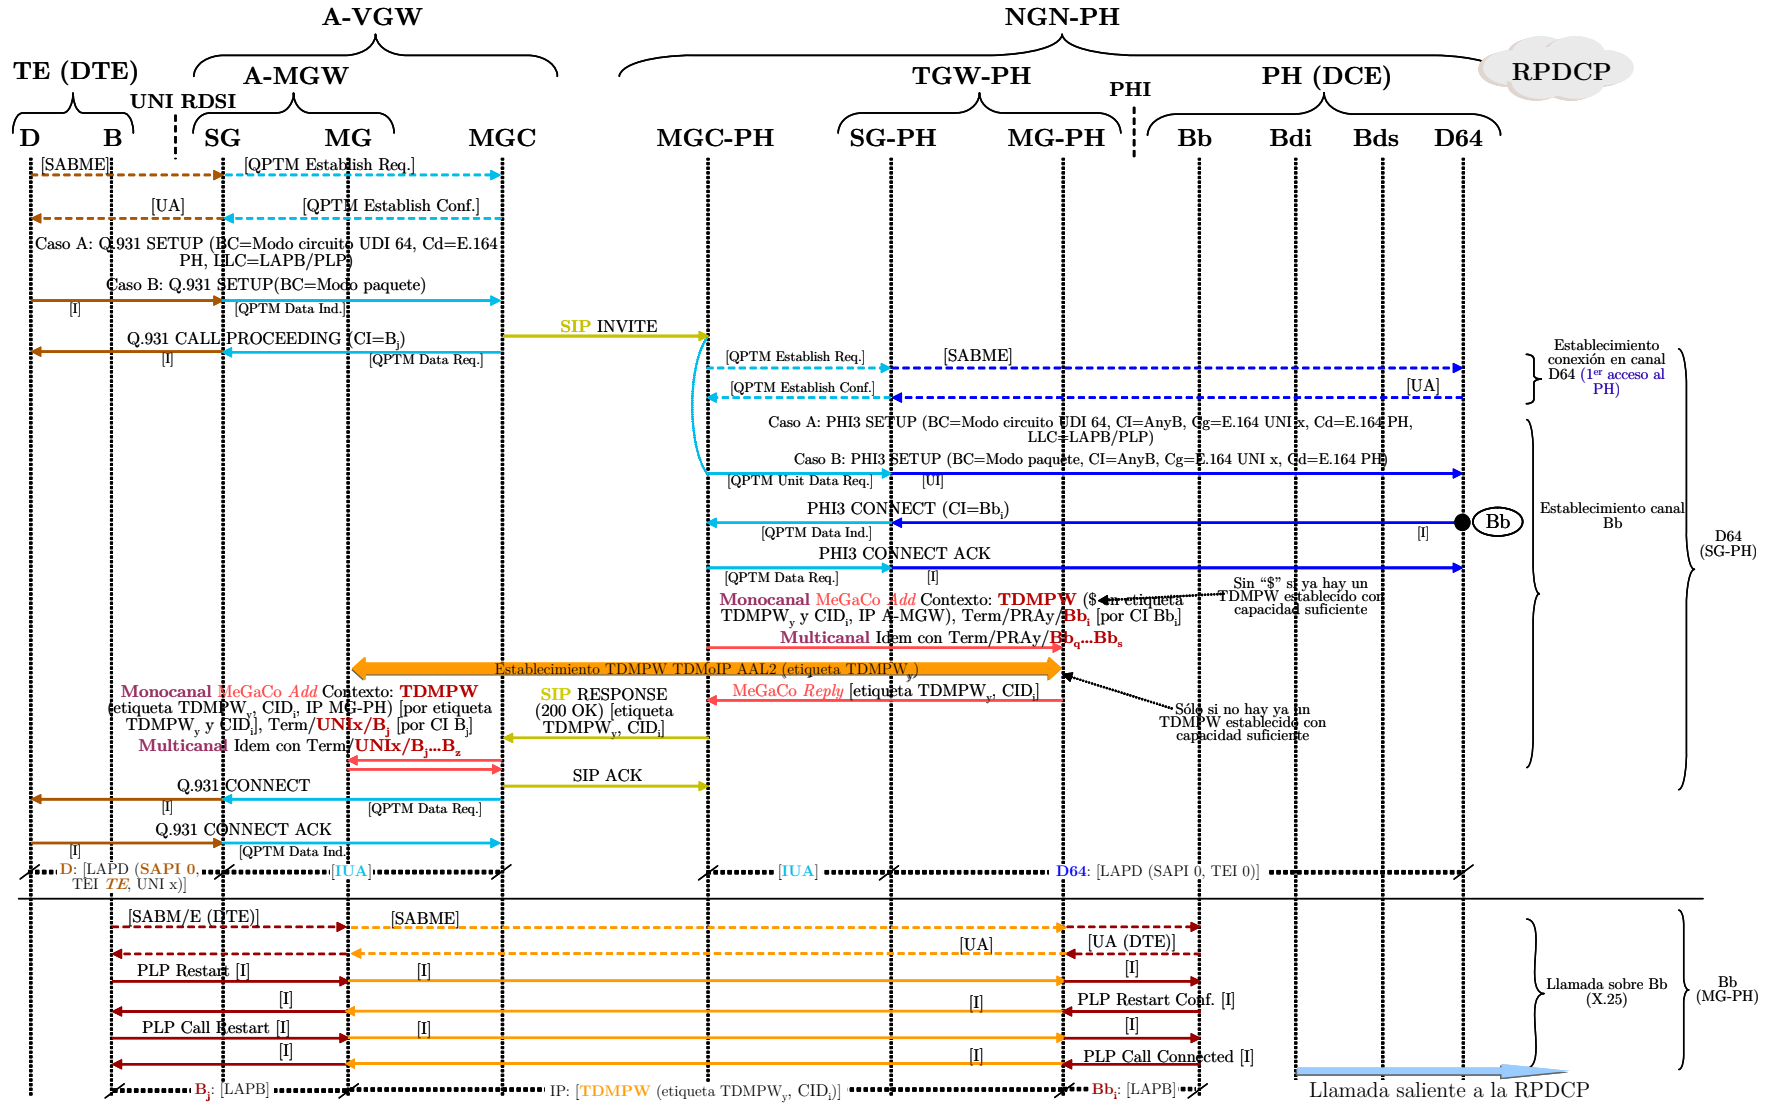 A-VGW
NGN-PH
TE (DTE)
A-MGW
TGW-PH
PH (DCE)
RPDCP
UNI RDSI
PHI
D
B
SG
MG
MGC
MGC-PH
SG-PH
MG-PH
Bb
Bdi
Bds
D64
[SABME]
[QPTM Establish Req.]
[UA]
[QPTM Establish Conf.]
Caso A: Q.931 SETUP (BC=Modo circuito UDI 64, Cd=E.164
PH, LLC=LAPB/PLP)
Caso B: Q.931 SETUP(BC=Modo paquete)
[I]
[QPTM Data Ind.]
SIP INVITE
Q.931 CALL PROCEEDING (CI=Bj)
[I]
[QPTM Data Req.]
[QPTM Establish Req.]
[SABME]
[QPTM Establish Conf.]
[UA]
Establecimiento
conexión en canal
D64 (1er acceso al
PH)
Caso A: PHI3 SETUP (BC=Modo circuito UDI 64, CI=AnyB, Cg=E.164 UNI x, Cd=E.164 PH,
LLC=LAPB/PLP)
Caso B: PHI3 SETUP (BC=Modo paquete, CI=AnyB, Cg=E.164 UNI x, Cd=E.164 PH)
[QPTM Unit Data Req.]
[UI]
PHI3 CONNECT (CI=Bbi)
[QPTM Data Ind.]
[I]
Bb
Establecimiento canal
Bb
D64
(SG-PH)
PHI3 CONNECT ACK
[QPTM Data Req.]
[I]
Monocanal MeGaCo Add Contexto: TDMPW ($ en etiqueta
TDMPWy y CIDi, IP A-MGW), Term/PRAy/Bbi [por CI Bbi]
Multicanal Idem con Term/PRAy/Bbq...Bbs
Sin “$” si ya hay un
TDMPW establecido con
capacidad suficiente
Establecimiento TDMPW TDMoIP AAL2 (etiqueta TDMPWy)
Monocanal MeGaCo Add Contexto: TDMPW
(etiqueta TDMPWy, CIDi, IP MG-PH) [por etiqueta
TDMPWy y CIDi], Term/UNIx/Bj [por CI Bj]
Multicanal Idem con Term/UNIx/Bj...Bz
SIP RESPONSE
(200 OK) [etiqueta
TDMPWy, CIDi]
MeGaCo Reply [etiqueta TDMPWy, CIDi]
Sólo si no hay ya un
TDMPW establecido con
capacidad suficiente
SIP ACK
Q.931 CONNECT
[I]
[QPTM Data Req.]
Q.931 CONNECT ACK
[I]
[QPTM Data Ind.]
D: [LAPD (SAPI 0,
TEI TE, UNI x)]
[IUA]
[IUA]
D64: [LAPD (SAPI 0, TEI 0)]
[SABM/E (DTE)]
[SABME]
[UA]
[UA (DTE)]
PLP Restart [I]
[I]
[I]
[I]
[I]
PLP Restart Conf. [I]
PLP Call Restart [I]
[I]
[I]
[I]
[I]
PLP Call Connected [I]
Llamada sobre Bb
(X.25)
Bb
(MG-PH)
Bj: [LAPB]
IP: [TDMPW (etiqueta TDMPWy, CIDi)]
Bbi: [LAPB]
Llamada saliente a la RPDCP